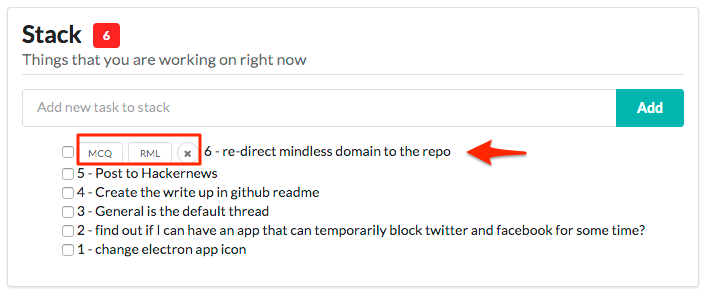 Stack 6
Things that you are working on right now
Add new task to stack Add
MCQ RML × 6 - re-direct mindless domain to the repo
5 - Post to Hackernews
4 - Create the write up in github readme
3 - General is the default thread
2 - find out if I can have an app that can temporarily block twitter and facebook for some time?
1 - change electron app icon